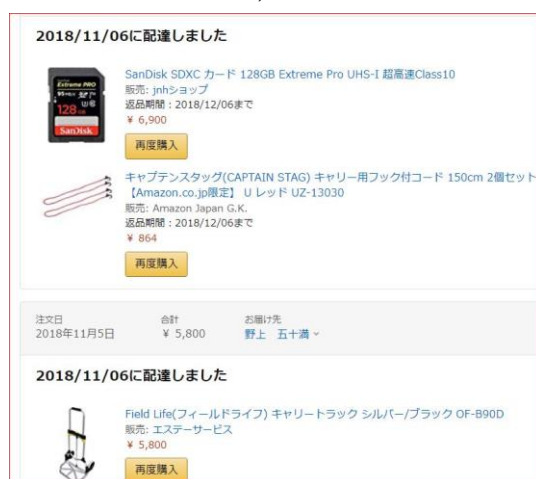 2018/11/06に配達しました
SanDisk SDXC カード 128GB Extreme Pro UHS-I 超高速Class10
販売: jnhショップ
返品期間：2018/12/06まで
¥ 6,900
再度購入
Extreme PRO
95MB/s
128GB
SanDisk
キャプテンスタッグ(CAPTAIN STAG) キャリー用フック付コード 150cm 2個セット
【Amazon.co.jp限定】 U レッド UZ-13030
販売: Amazon Japan G.K.
返品期間：2018/12/06まで
¥ 864
再度購入
注文日 合計 お届け先
2018年11月5日 ¥ 5,800 野上 五十満
2018/11/06に配達しました
Field Life(フィールドライフ) キャリートラック シルバー/ブラック OF-B90D
販売: エステーサービス
¥ 5,800
再度購入